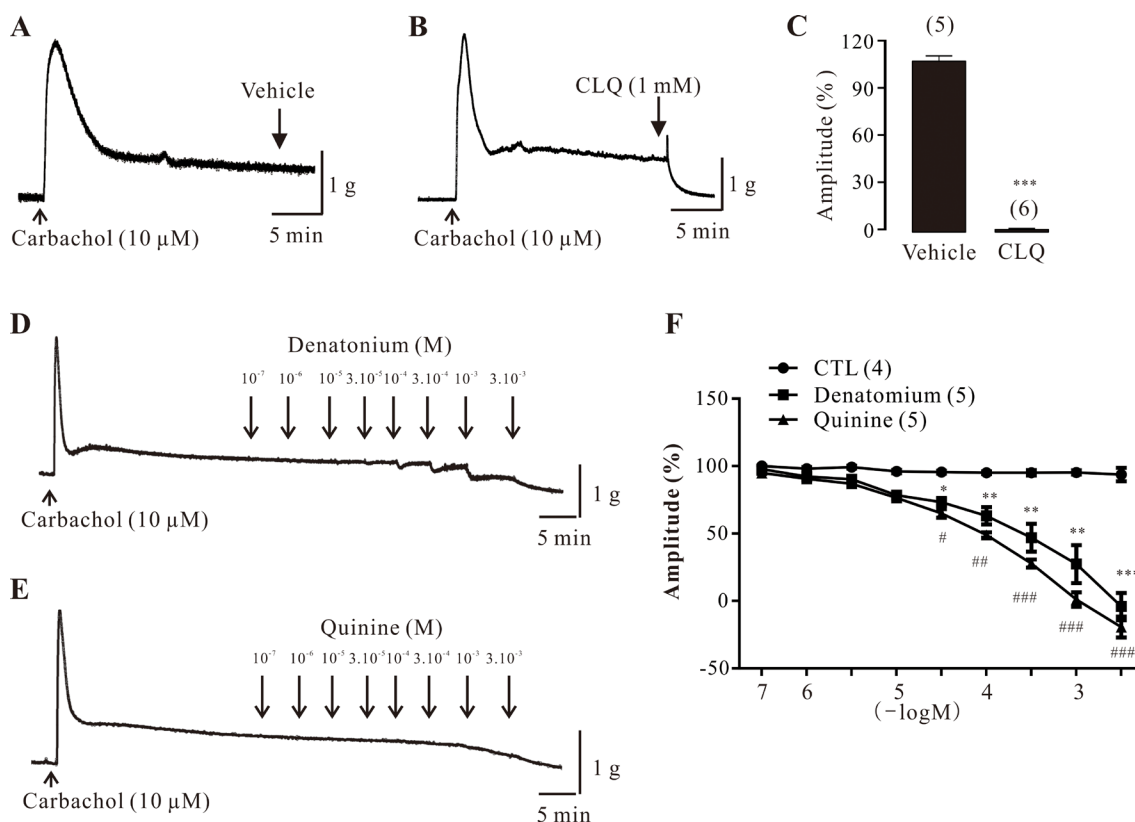 A
Vehicle
1 g
5 min
Carbachol (10 µM)
B
CLQ (1 mM)
1 g
5 min
Carbachol (10 µM)
C
(5)
120
90
60
30
0
Amplitude (%)
***
(6)
Vehicle
CLQ
D
Denatonium (M)
10⁻⁷ 10⁻⁶ 10⁻⁵ 3.10⁻⁵ 10⁻⁴ 3.10⁻⁴ 10⁻³ 3.10⁻³
1 g
5 min
Carbachol (10 µM)
E
Quinine (M)
10⁻⁷ 10⁻⁶ 10⁻⁵ 3.10⁻⁵ 10⁻⁴ 3.10⁻⁴ 10⁻³ 3.10⁻³
1 g
5 min
Carbachol (10 µM)
F
CTL (4)
Denatomium (5)
Quinine (5)
150
100
50
0
-50
Amplitude (%)
* ** ** ** ***
# ## ### ### ###
7 6 5 4 3
(−logM)